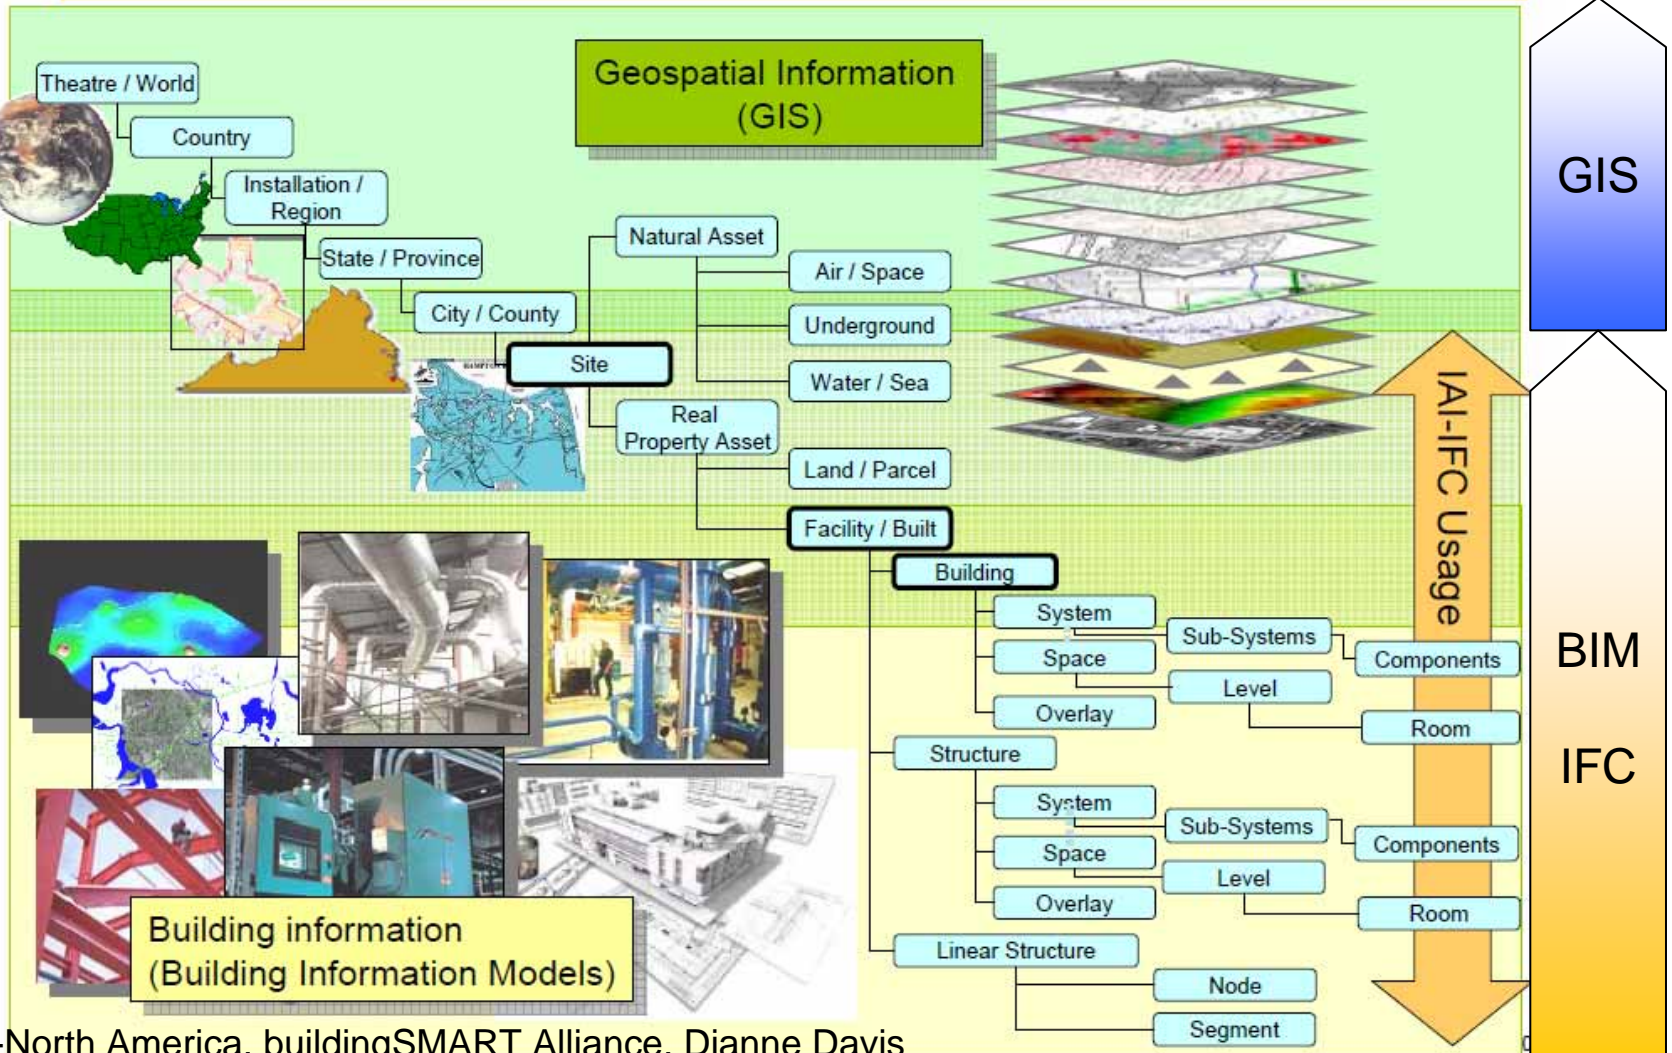 Geospatial Information
(GIS)
Theatre / World
Country
Installation /
Region
State / Province
City / County
Site
Natural Asset
Air / Space
Underground
Water / Sea
Real
Property Asset
Land / Parcel
Facility / Built
Building
System
Sub-Systems
Components
Space
Level
Room
Overlay
Structure
System
Sub-Systems
Components
Space
Level
Room
Overlay
Linear Structure
Node
Segment
Building information
(Building Information Models)
IAI-IFC Usage
GIS
BIM
IFC
-North America, buildingSMART Alliance, Dianne Davis